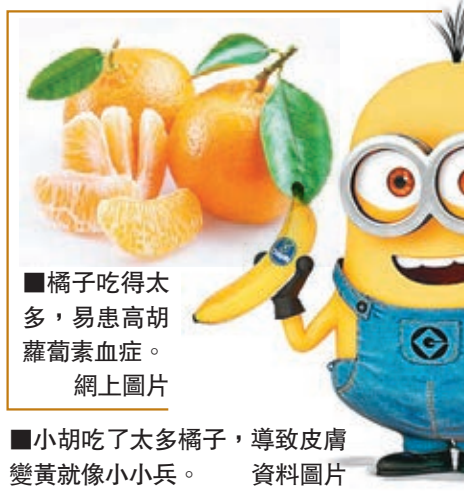 ■橘子吃得太
多，易患高胡
蘿蔔素血症。
網上圖片
■小胡吃了太多橘子，導致皮膚
變黃就像小小兵。 資料圖片